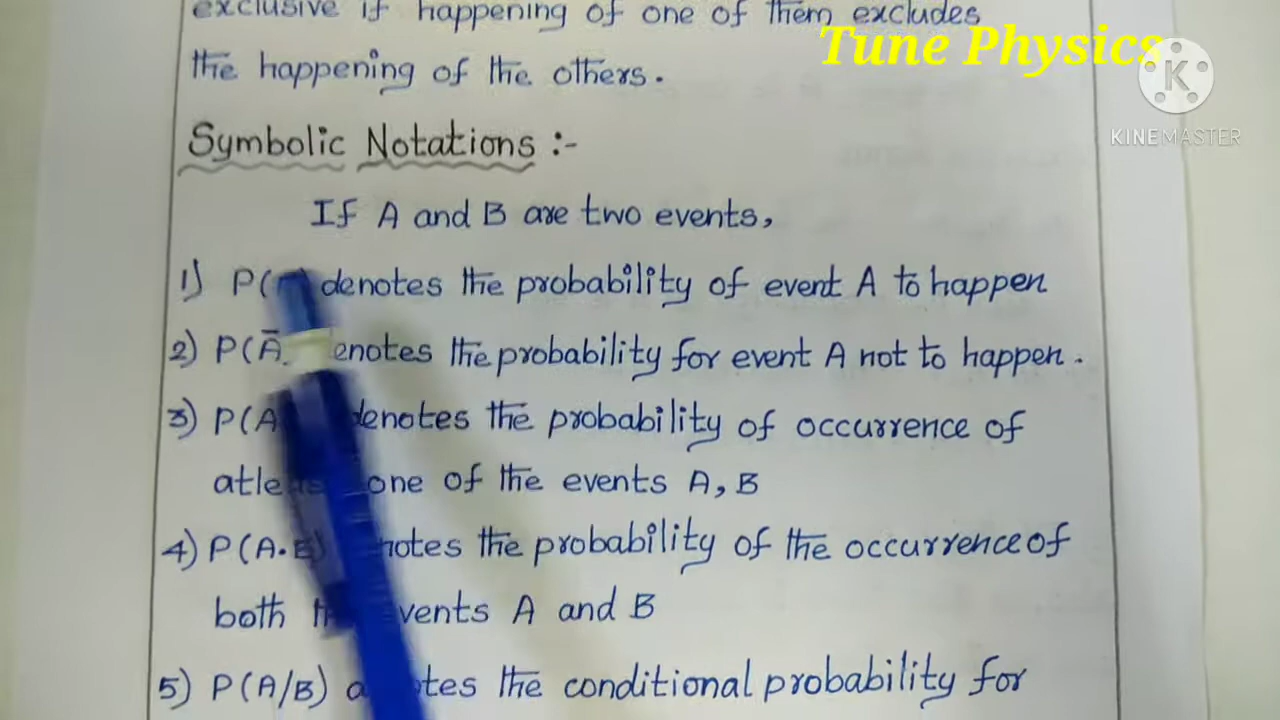 exclusive if happening of one of them excludes
Tune Physics
the happening of the others.
K
KINEMASTER
Symbolic Notations :-
If A and B are two events,
1) P( ) denotes the probability of event A to happen
2) P(Ā enotes the probability for event A not to happen.
3) P(A denotes the probability of occurrence of
atle one of the events A, B
4) P(A.B) notes the probability of the occurrence of
both vents A and B
5) P(A/B) tes the conditional probability for